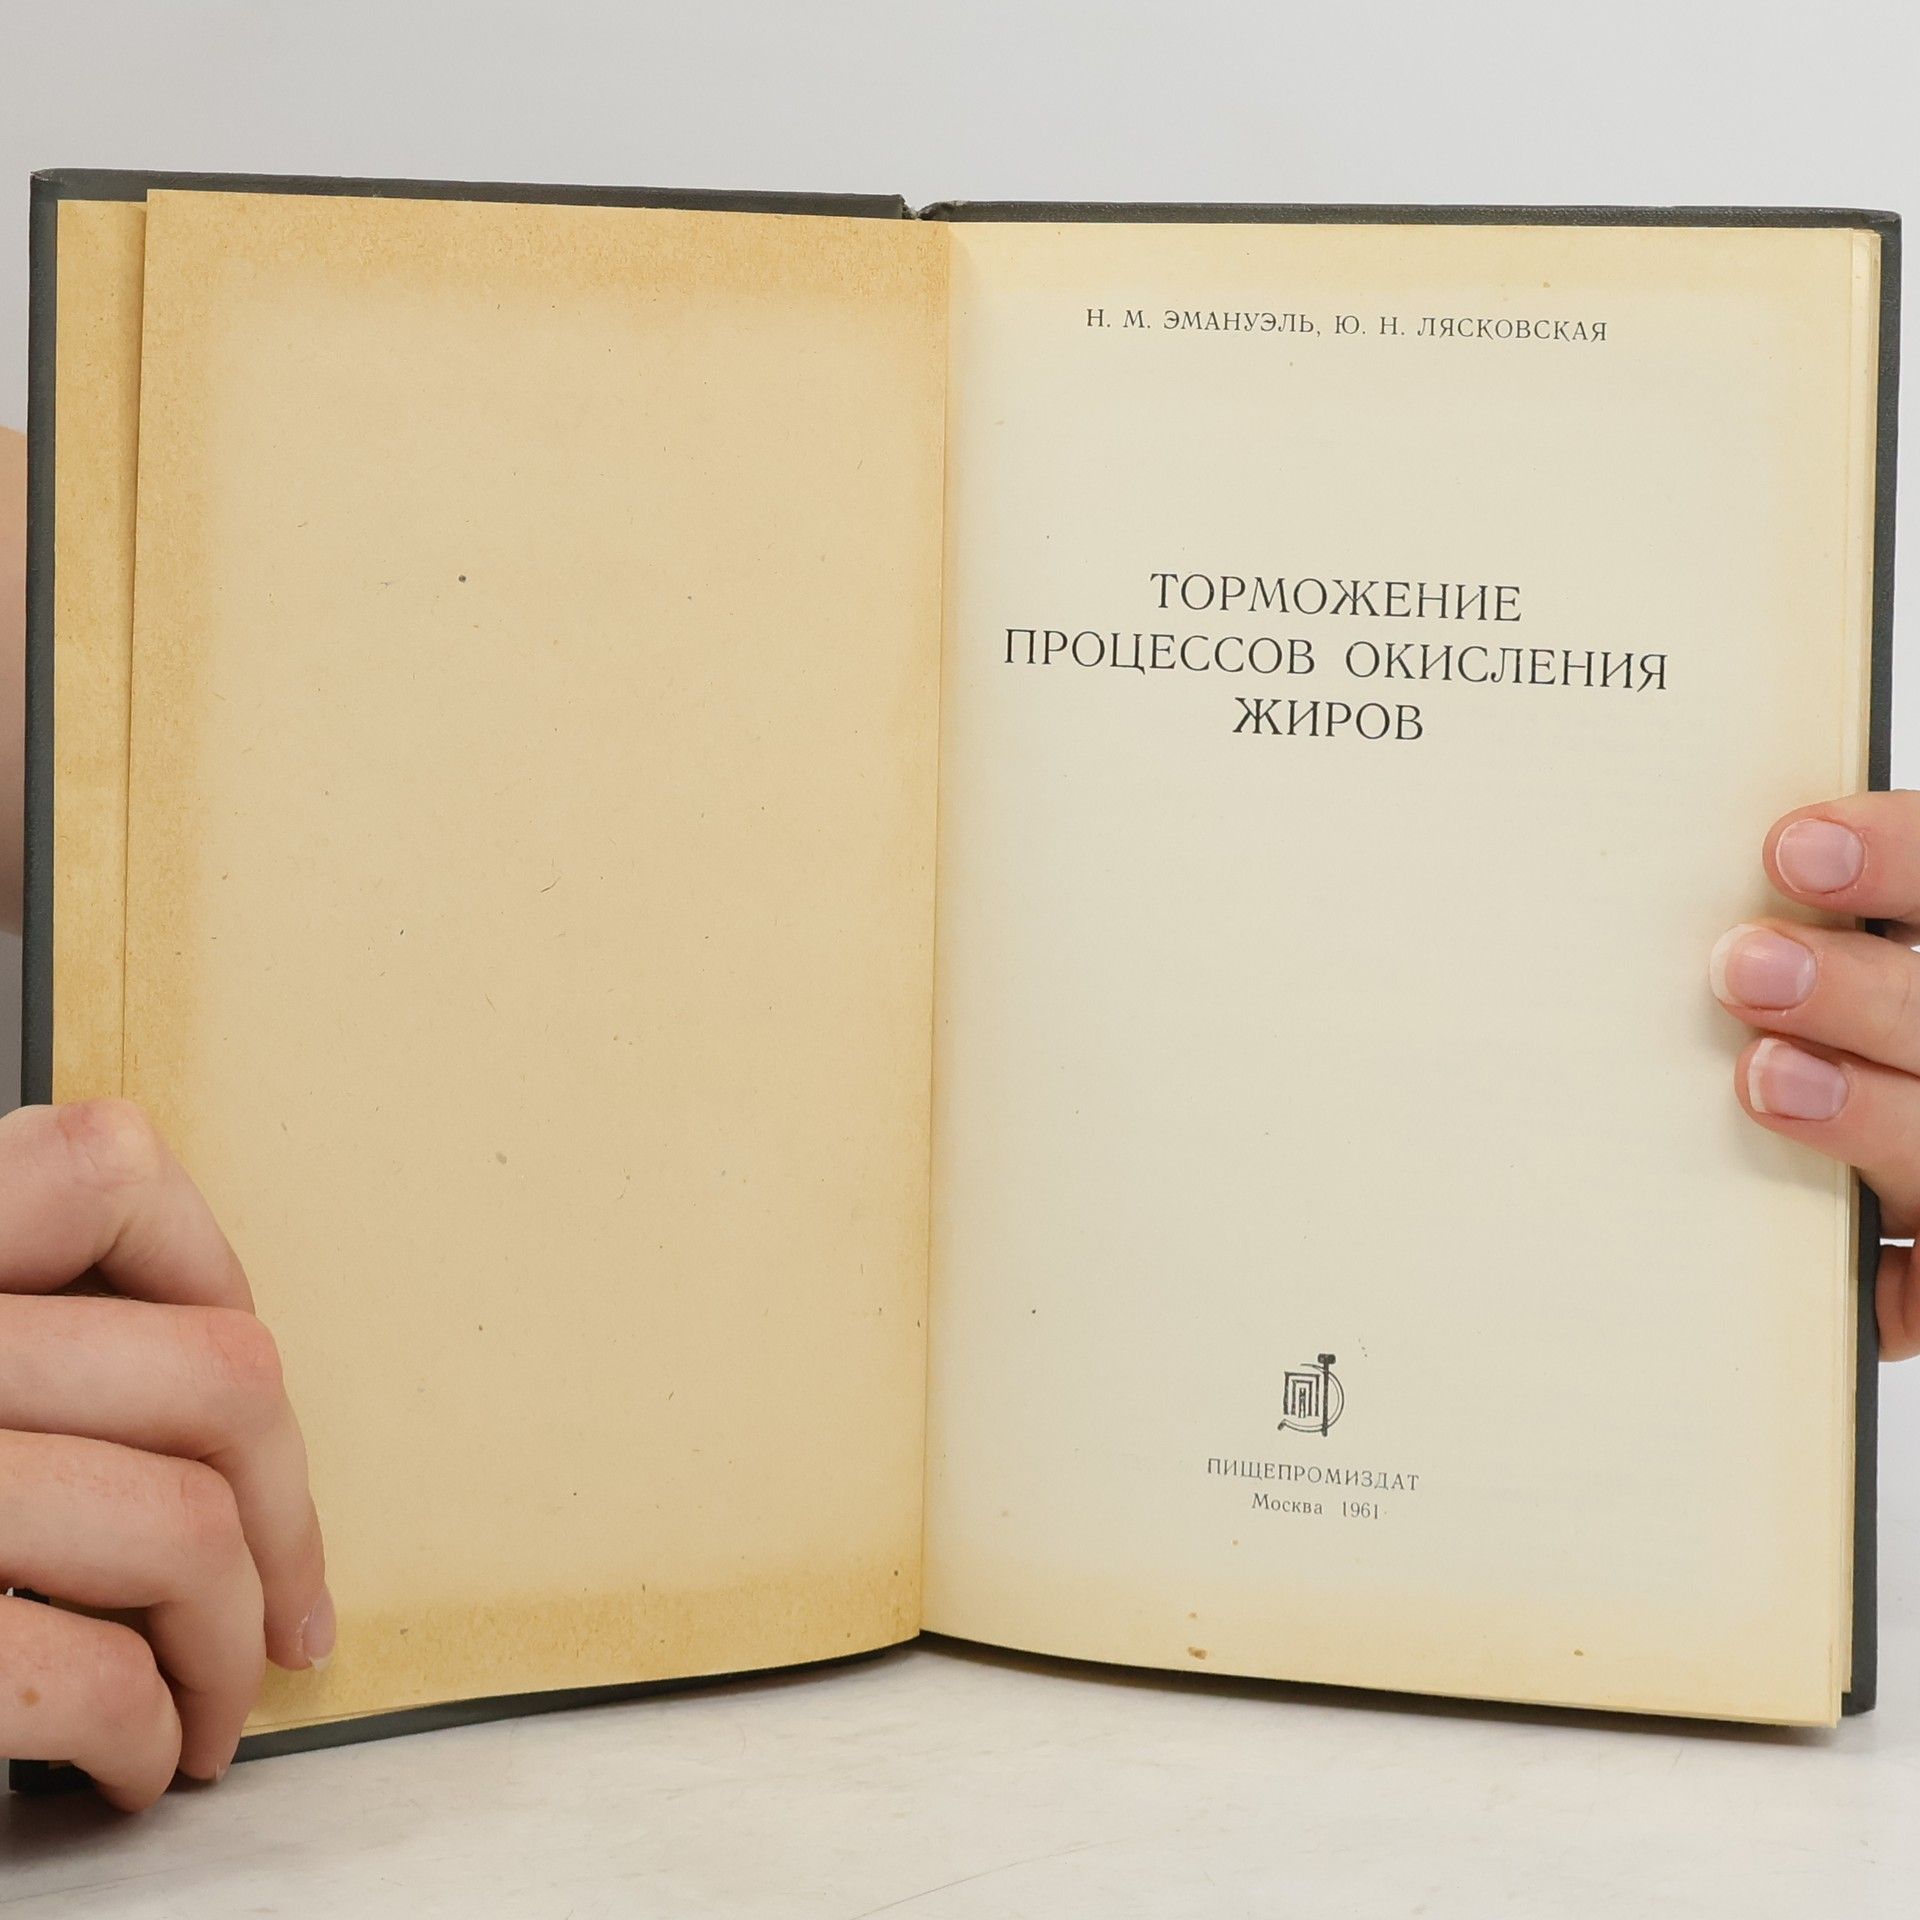 Н. М. ЭМАНУЭЛЬ, Ю. Н. ЛЯСКОВСКАЯ
ТОРМОЖЕНИЕ
ПРОЦЕССОВ ОКИСЛЕНИЯ
ЖИРОВ
ПИЩЕПРОМИЗДАТ
Москва 1961